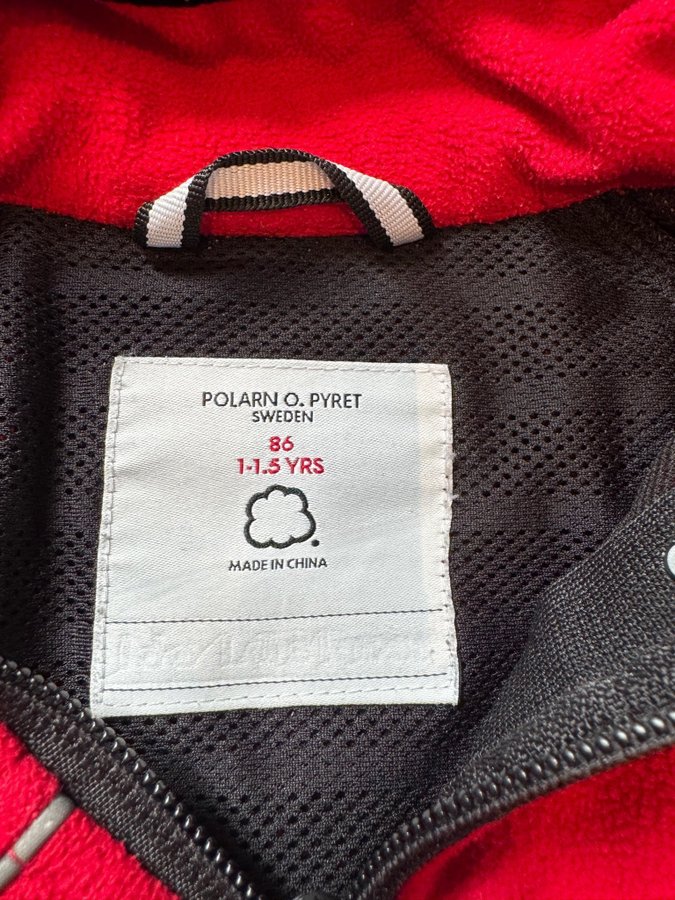 POLARN O. PYRET
SWEDEN
86
1-1.5 YRS
MADE IN CHINA